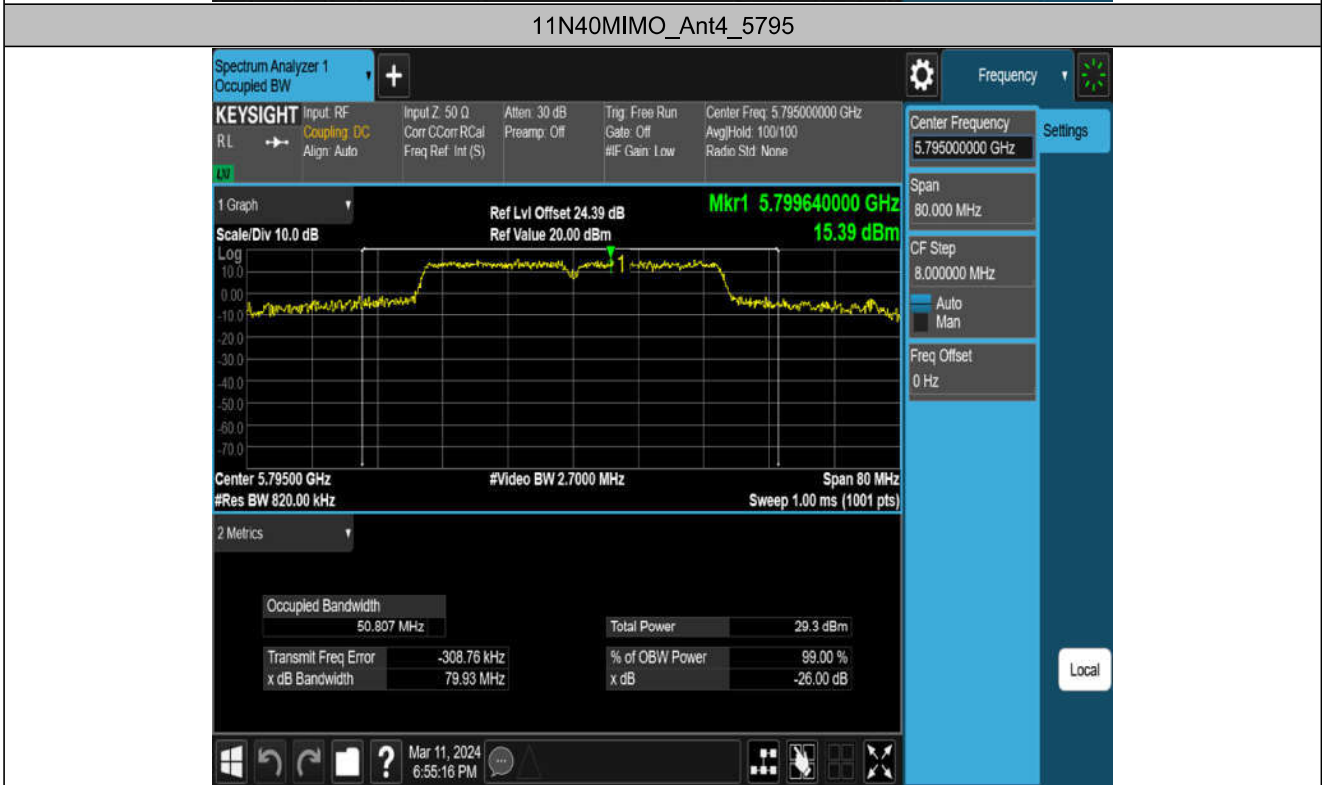 11N40MIMO_Ant4_5795
Spectrum Analyzer 1
Occupied BW
+
Frequency
KEYSIGHT
RL
LXI
Input: RF
Coupling: DC
Align: Auto
Input Z: 50 Ω
Corr CCorr RCal
Freq Ref: Int (S)
Atten: 30 dB
Preamp: Off
Trig: Free Run
Gate: Off
#IF Gain: Low
Center Freq: 5.795000000 GHz
Avg|Hold: 100/100
Radio Std: None
Center Frequency
5.795000000 GHz
Settings
Span
80.000 MHz
CF Step
8.000000 MHz
Auto
Man
Freq Offset
0 Hz
Local
1 Graph
Scale/Div 10.0 dB
Ref Lvl Offset 24.39 dB
Ref Value 20.00 dBm
Mkr1 5.799640000 GHz
15.39 dBm
Log
10.0
0.00
-10.0
-20.0
-30.0
-40.0
-50.0
-60.0
-70.0
1
Center 5.79500 GHz
#Video BW 2.7000 MHz
Span 80 MHz
#Res BW 820.00 kHz
Sweep 1.00 ms (1001 pts)
2 Metrics
Occupied Bandwidth
50.807 MHz
Total Power 29.3 dBm
Transmit Freq Error -308.76 kHz
% of OBW Power 99.00 %
x dB Bandwidth 79.93 MHz
x dB -26.00 dB
?
Mar 11, 2024
6:55:16 PM